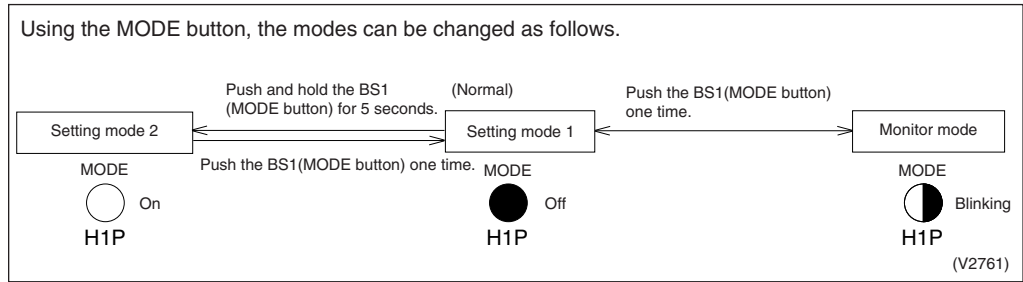 Using the MODE button, the modes can be changed as follows.
Push and hold the BS1
(MODE button) for 5 seconds.
(Normal)
Push the BS1(MODE button)
one time.
Setting mode 2
Setting mode 1
Monitor mode
Push the BS1(MODE button) one time.
MODE
On
H1P
MODE
Off
H1P
MODE
Blinking
H1P
(V2761)